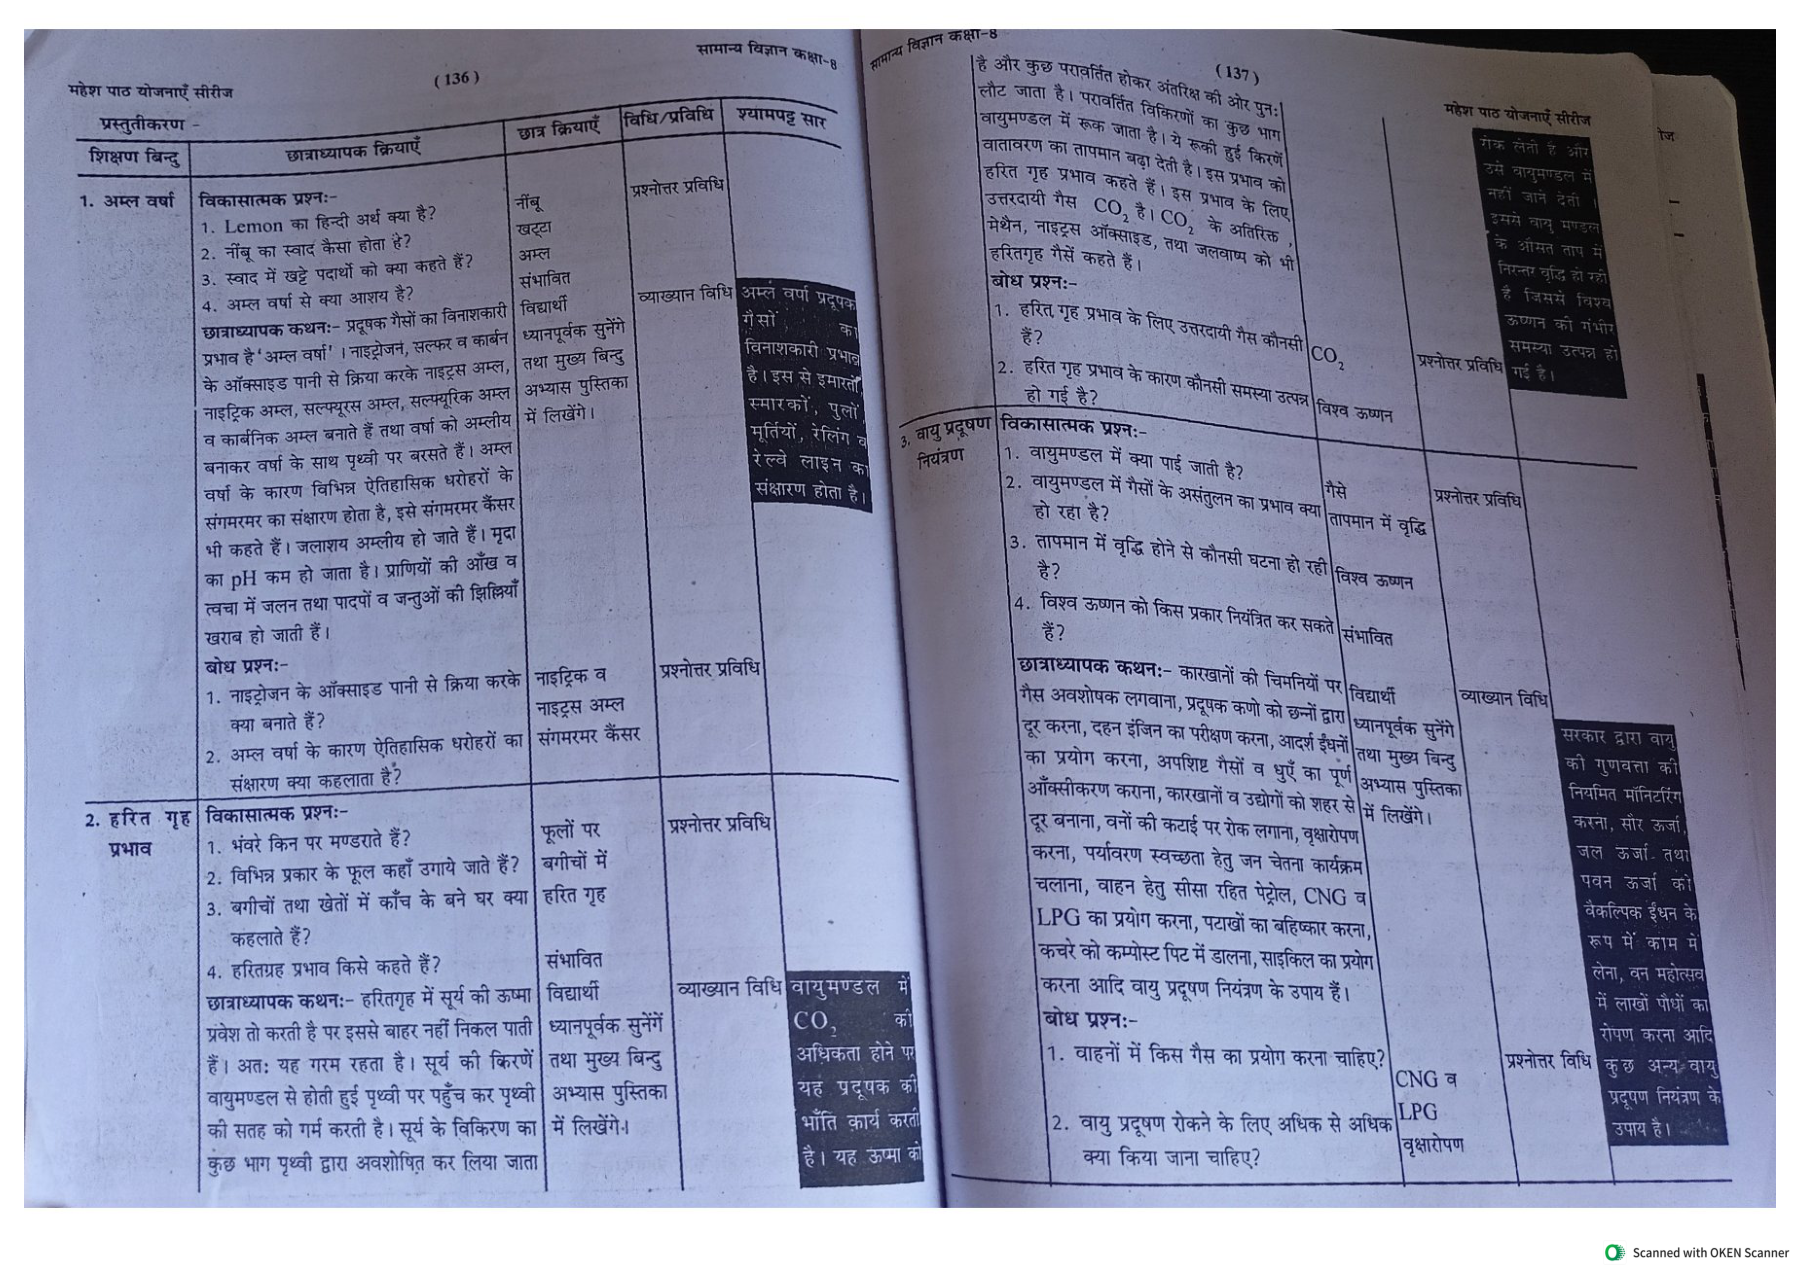 सामान्य विज्ञान कक्षा-8
(136)
महेश पाठ योजनाएँ सीरीज
प्रस्तुतीकरण -
शिक्षण बिन्दु
छात्राध्यापक क्रियाएँ
छात्र क्रियाएँ
विधि/प्रविधि
श्यामपट्ट सार
1. अम्ल वर्षा
विकासात्मक प्रश्न:-
1. Lemon का हिन्दी अर्थ क्या है?
2. नींबू का स्वाद कैसा होता है?
3. स्वाद में खट्टे पदार्थो को क्या कहते हैं?
4. अम्ल वर्षा से क्या आशय है?
छात्राध्यापक कथन:- प्रदूषक गैसों का विनाशकारी
प्रभाव है 'अम्ल वर्षा' । नाइट्रोजन, सल्फर व कार्बन
के ऑक्साइड पानी से क्रिया करके नाइट्रस अम्ल,
नाइट्रिक अम्ल, सल्फ्यूरस अम्ल, सल्फ्यूरिक अम्ल
व कार्बनिक अम्ल बनाते हैं तथा वर्षा को अम्लीय
बनाकर वर्षा के साथ पृथ्वी पर बरसते हैं। अम्ल
वर्षा के कारण विभिन्न ऐतिहासिक धरोहरों के
संगमरमर का संक्षारण होता है, इसे संगमरमर कैंसर
भी कहते हैं। जलाशय अम्लीय हो जाते हैं। मृदा
का pH कम हो जाता है। प्राणियों की आँख व
त्वचा में जलन तथा पादपों व जन्तुओं की झिल्लियाँ
खराब हो जाती हैं।
बोध प्रश्न:-
1. नाइट्रोजन के ऑक्साइड पानी से क्रिया करके
क्या बनाते हैं?
2. अम्ल वर्षा के कारण ऐतिहासिक धरोहरों का
संक्षारण क्या कहलाता है?
नींबू
खट्टा
अम्ल
संभावित
विद्यार्थी
ध्यानपूर्वक सुनेंगे
तथा मुख्य बिन्दु
अभ्यास पुस्तिका
में लिखेंगे।
नाइट्रिक व
नाइट्रस अम्ल
संगमरमर कैंसर
प्रश्नोत्तर प्रविधि
व्याख्यान विधि
प्रश्नोत्तर प्रविधि
अम्ल वर्षा प्रदूषक
गैसों का
विनाशकारी प्रभाव
है। इस से इमारतों
स्मारकों, पुलों
मूर्तियों, रेलिंग व
रेल्वे लाइन का
संक्षारण होता है।
2. हरित गृह
प्रभाव
विकासात्मक प्रश्न:-
1. भंवरे किन पर मण्डराते हैं?
2. विभिन्न प्रकार के फूल कहाँ उगाये जाते हैं?
3. बगीचों तथा खेतों में काँच के बने घर क्या
कहलाते हैं?
4. हरितग्रह प्रभाव किसे कहते हैं?
छात्राध्यापक कथन:- हरितगृह में सूर्य की ऊष्मा
प्रवेश तो करती है पर इससे बाहर नहीं निकल पाती
हैं। अत: यह गरम रहता है। सूर्य की किरणें
वायुमण्डल से होती हुई पृथ्वी पर पहुँच कर पृथ्वी
की सतह को गर्म करती है। सूर्य के विकिरण का
कुछ भाग पृथ्वी द्वारा अवशोषित कर लिया जाता
फूलों पर
बगीचों में
हरित गृह
संभावित
विद्यार्थी
ध्यानपूर्वक सुनेंगें
तथा मुख्य बिन्दु
अभ्यास पुस्तिका
में लिखेंगे।
प्रश्नोत्तर प्रविधि
व्याख्यान विधि
वायुमण्डल में
CO₂ की
अधिकता होने पर
यह प्रदूषक की
भाँति कार्य करती
है। यह ऊष्मा को
सामान्य विज्ञान कक्षा-8
(137)
महेश पाठ योजनाएँ सीरीज
है और कुछ परावर्तित होकर अंतरिक्ष की ओर पुन:
लौट जाता है। परावर्तित विकिरणों का कुछ भाग
वायुमण्डल में रूक जाता है। ये रूकी हुई किरणें
वातावरण का तापमान बढ़ा देती है। इस प्रभाव को
हरित गृह प्रभाव कहते हैं। इस प्रभाव के लिए
उत्तरदायी गैस CO₂ है। CO₂ के अतिरिक्त ,
मेथैन, नाइट्रस ऑक्साइड, तथा जलवाष्प को भी
हरितगृह गैसें कहते हैं।
बोध प्रश्न:-
1. हरित गृह प्रभाव के लिए उत्तरदायी गैस कौनसी
हैं?
2. हरित गृह प्रभाव के कारण कौनसी समस्या उत्पन्न
हो गई है?
CO₂
विश्व ऊष्णन
प्रश्नोत्तर प्रविधि
रोक लेती है और
उसे वायुमण्डल में
नहीं जाने देती ।
इससे वायु मण्डल
के औसत ताप में
निरन्तर वृद्धि हो रही
है जिससे विश्व
ऊष्णन की गंभीर
समस्या उत्पन्न हो
गई है।
3. वायु प्रदूषण
नियंत्रण
विकासात्मक प्रश्न:-
1. वायुमण्डल में क्या पाई जाती है?
2. वायुमण्डल में गैसों के असंतुलन का प्रभाव क्या
हो रहा है?
3. तापमान में वृद्धि होने से कौनसी घटना हो रही
है?
4. विश्व ऊष्णन को किस प्रकार नियंत्रित कर सकते
हैं?
छात्राध्यापक कथन:- कारखानों की चिमनियों पर
गैस अवशोषक लगवाना, प्रदूषक कणो को छन्नों द्वारा
दूर करना, दहन इंजिन का परीक्षण करना, आदर्श ईंधनों
का प्रयोग करना, अपशिष्ट गैसों व धुएँ का पूर्ण
ऑक्सीकरण कराना, कारखानों व उद्योगों को शहर से
दूर बनाना, वनों की कटाई पर रोक लगाना, वृक्षारोपण
करना, पर्यावरण स्वच्छता हेतु जन चेतना कार्यक्रम
चलाना, वाहन हेतु सीसा रहित पेट्रोल, CNG व
LPG का प्रयोग करना, पटाखों का बहिष्कार करना,
कचरे को कम्पोस्ट पिट में डालना, साइकिल का प्रयोग
करना आदि वायु प्रदूषण नियंत्रण के उपाय हैं।
बोध प्रश्न:-
1. वाहनों में किस गैस का प्रयोग करना चाहिए?
2. वायु प्रदूषण रोकने के लिए अधिक से अधिक
क्या किया जाना चाहिए?
गैसे
तापमान में वृद्धि
विश्व ऊष्णन
संभावित
विद्यार्थी
ध्यानपूर्वक सुनेंगे
तथा मुख्य बिन्दु
अभ्यास पुस्तिका
में लिखेंगे।
CNG व
LPG
वृक्षारोपण
प्रश्नोत्तर प्रविधि
व्याख्यान विधि
प्रश्नोत्तर विधि
सरकार द्वारा वायु
की गुणवत्ता की
नियमित मॉनिटरिंग
करना, सौर ऊर्जा,
जल ऊर्जा तथा
पवन ऊर्जा को
वैकल्पिक ईंधन के
रूप में काम में
लेना, वन महोत्सव
में लाखों पौधों का
रोपण करना आदि
कुछ अन्य वायु
प्रदूषण नियंत्रण के
उपाय है।
Scanned with OKEN Scanner